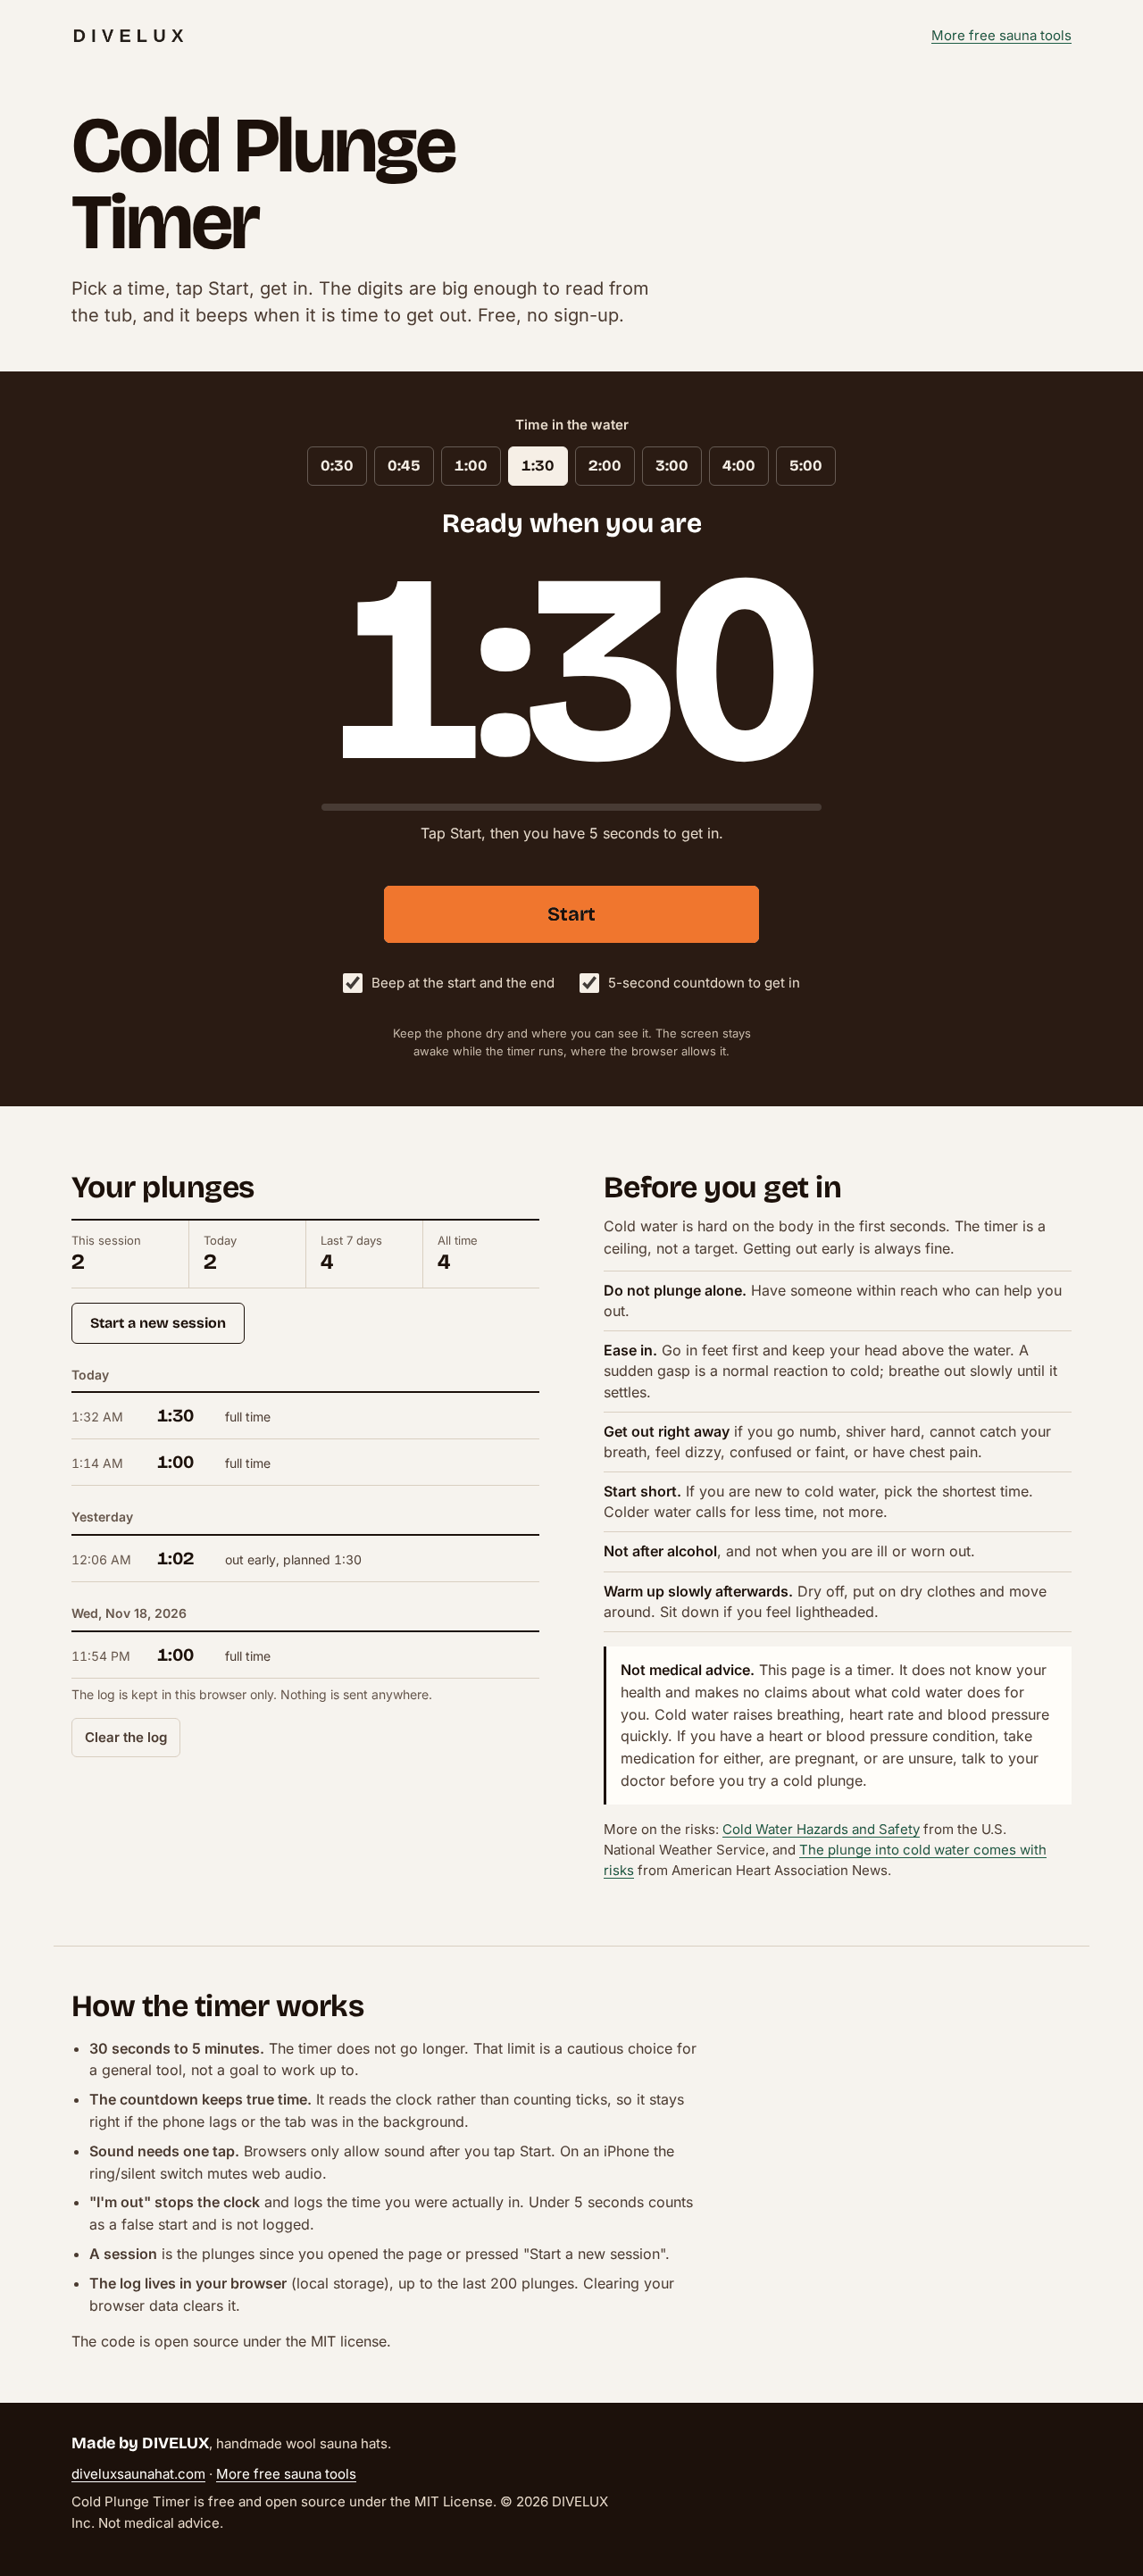 DIVELUX
More free sauna tools
Cold Plunge
Timer
Pick a time, tap Start, get in. The digits are big enough to read from
the tub, and it beeps when it is time to get out. Free, no sign-up.
Time in the water
0:30 0:45 1:00 1:30 2:00 3:00 4:00 5:00
Ready when you are
1:30
Tap Start, then you have 5 seconds to get in.
Start
Beep at the start and the end
5-second countdown to get in
Keep the phone dry and where you can see it. The screen stays
awake while the timer runs, where the browser allows it.
Your plunges
This session Today Last 7 days All time
2 2 4 4
Start a new session
Today
1:32 AM 1:30 full time
1:14 AM 1:00 full time
Yesterday
12:06 AM 1:02 out early, planned 1:30
Wed, Nov 18, 2026
11:54 PM 1:00 full time
The log is kept in this browser only. Nothing is sent anywhere.
Clear the log
Before you get in
Cold water is hard on the body in the first seconds. The timer is a
ceiling, not a target. Getting out early is always fine.
Do not plunge alone. Have someone within reach who can help you
out.
Ease in. Go in feet first and keep your head above the water. A
sudden gasp is a normal reaction to cold; breathe out slowly until it
settles.
Get out right away if you go numb, shiver hard, cannot catch your
breath, feel dizzy, confused or faint, or have chest pain.
Start short. If you are new to cold water, pick the shortest time.
Colder water calls for less time, not more.
Not after alcohol, and not when you are ill or worn out.
Warm up slowly afterwards. Dry off, put on dry clothes and move
around. Sit down if you feel lightheaded.
Not medical advice. This page is a timer. It does not know your
health and makes no claims about what cold water does for
you. Cold water raises breathing, heart rate and blood pressure
quickly. If you have a heart or blood pressure condition, take
medication for either, are pregnant, or are unsure, talk to your
doctor before you try a cold plunge.
More on the risks: Cold Water Hazards and Safety from the U.S.
National Weather Service, and The plunge into cold water comes with
risks from American Heart Association News.
How the timer works
• 30 seconds to 5 minutes. The timer does not go longer. That limit is a cautious choice for
a general tool, not a goal to work up to.
• The countdown keeps true time. It reads the clock rather than counting ticks, so it stays
right if the phone lags or the tab was in the background.
• Sound needs one tap. Browsers only allow sound after you tap Start. On an iPhone the
ring/silent switch mutes web audio.
• "I'm out" stops the clock and logs the time you were actually in. Under 5 seconds counts
as a false start and is not logged.
• A session is the plunges since you opened the page or pressed "Start a new session".
• The log lives in your browser (local storage), up to the last 200 plunges. Clearing your
browser data clears it.
The code is open source under the MIT license.
Made by DIVELUX, handmade wool sauna hats.
diveluxsaunahat.com · More free sauna tools
Cold Plunge Timer is free and open source under the MIT License. © 2026 DIVELUX
Inc. Not medical advice.